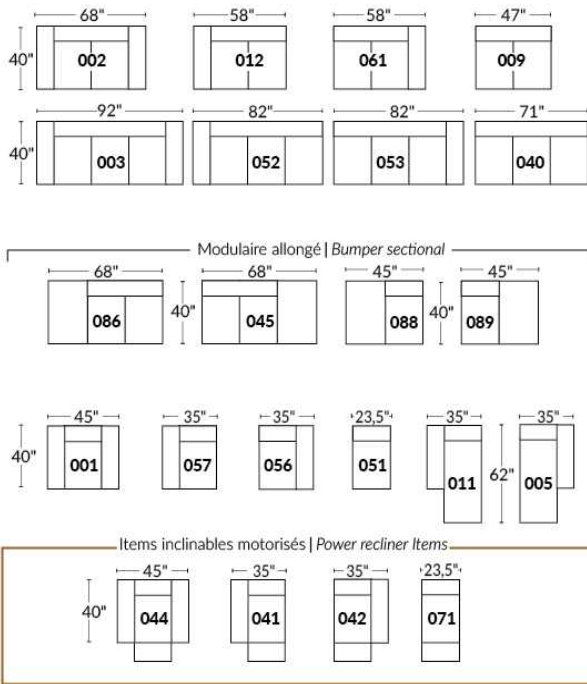 68" 58" 58" 47"
40" 002 012 061 009
92" 82" 82" 71"
40" 003 052 053 040
Modulaire allongé | Bumper sectional
68" 68" 45" 45"
086 40" 045 088 40" 089
45" 35" 35" 23,5" 35" 35"
40" 001 057 056 051 011 62" 005
Items inclinables motorisés | Power recliner Items
45" 35" 35" 23,5"
40" 044 041 042 071